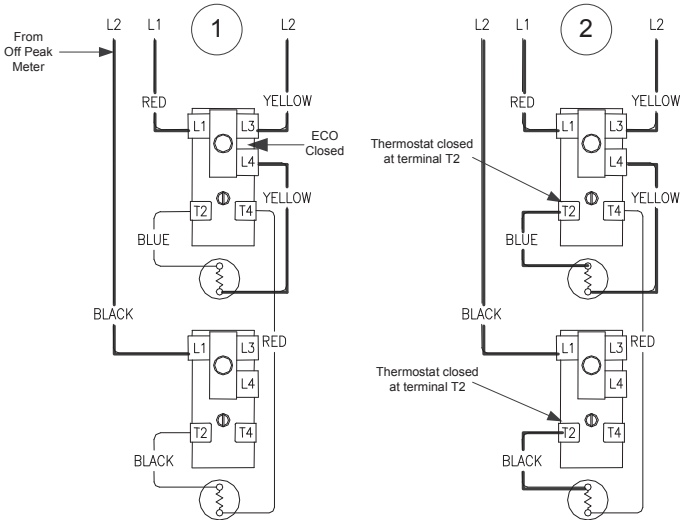 From
Off Peak
Meter
L2
L1
1
L2
RED
YELLOW
L1
L3
ECO
Closed
L4
YELLOW
T2
T4
BLUE
BLACK
RED
L1
L3
L4
T2
T4
BLACK
L2
L1
2
L2
RED
YELLOW
L1
L3
Thermostat closed
at terminal T2
L4
YELLOW
T2
T4
BLUE
BLACK
RED
L1
L3
Thermostat closed
at terminal T2
L4
T2
T4
BLACK